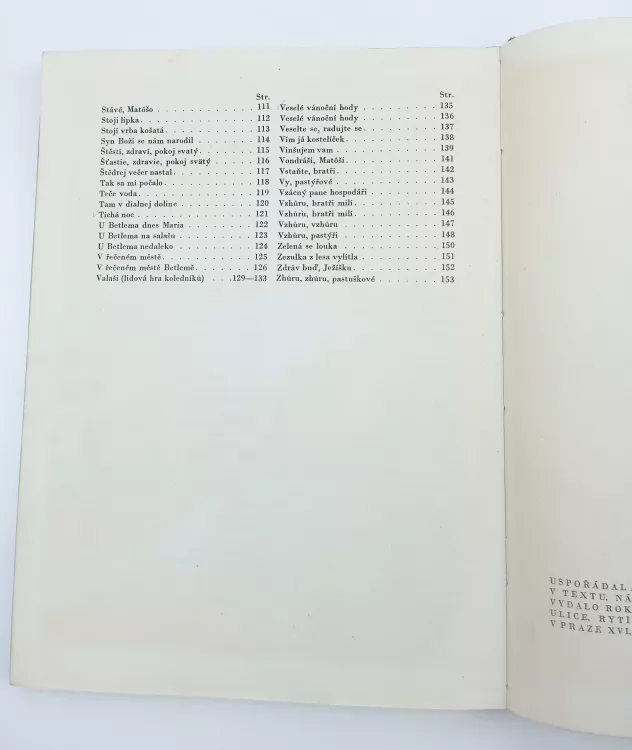 Str.
Stávé, Matóšo . . . . . . . . . . . 111
Stojí lipka . . . . . . . . . . . . 112
Stojí vrba košatá . . . . . . . . . 113
Syn Boží se nám narodil . . . . . . 114
Štěstí, zdraví, pokoj svatý . . . . . 115
Šťastie, zdravie, pokoj svätý . . . . 116
Štědrej večer nastal . . . . . . . . 117
Tak sa mi počalo . . . . . . . . . . 118
Teče voda . . . . . . . . . . . . . 119
Tam v dialnej doline . . . . . . . . 120
Tichá noc . . . . . . . . . . . . . 121
U Betlema dnes Maria . . . . . . . 122
U Betlema na salašu . . . . . . . . 123
U Betlema nedaleko . . . . . . . . 124
V řečeném městě . . . . . . . . . . 125
V řečeném městě Betlemě . . . . . . 126
Valaši (lidová hra koledníků) . . . 129—133
Str.
Veselé vánoční hody . . . . . . . . 135
Veselé vánoční hody . . . . . . . . 136
Veselte se, radujte se . . . . . . . . 137
Vím já kostelíček . . . . . . . . . 138
Vinšujem vam . . . . . . . . . . . 139
Vondráši, Matóši . . . . . . . . . . 141
Vstaňte, bratři . . . . . . . . . . . 142
Vy, pastýřové . . . . . . . . . . . 143
Vzácný pane hospodáři . . . . . . . 144
Vzhůru, bratři milí . . . . . . . . . 145
Vzhůru, bratři milí . . . . . . . . . 146
Vzhůru, vzhůru . . . . . . . . . . 147
Vzhůru, pastýři . . . . . . . . . . 148
Zelená se louka . . . . . . . . . . 150
Zezulka z lesa vylítla . . . . . . . . 151
Zdráv buď, Ježíšku . . . . . . . . . 152
Zhůru, zhůru, pastuškové . . . . . . 153
USPOŘÁDAL
V TEXTU, NÁ
VYDALO ROK
ULICE, RYTÍ
V PRAZE XVI,